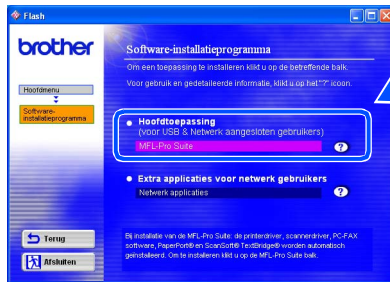 Flash
brother
Software-installatieprogramma
Om een toepassing te installeren klikt u op de betreffende balk.
Voor gebruik en gedetaileerde informatie, klikt u op het "?" icoon.
Hoofdmenu
Software-
installatieprogramma
Hoofdtoepassing
(voor USB & Netwerk aangesloten gebruikers)
MFL-Pro Suite
?
Extra applicaties voor netwerk gebruikers
Netwerk applicaties
?
Terug
Afsluiten
Bij installatie van de MFL-Pro Suite: de printerdriver, scannerdriver, PC-FAX
software, PaperPort® en ScanSoft® TextBridge® worden automatisch
geïnstalleerd. Om te installeren klikt u op de MFL-Pro Suite balk.